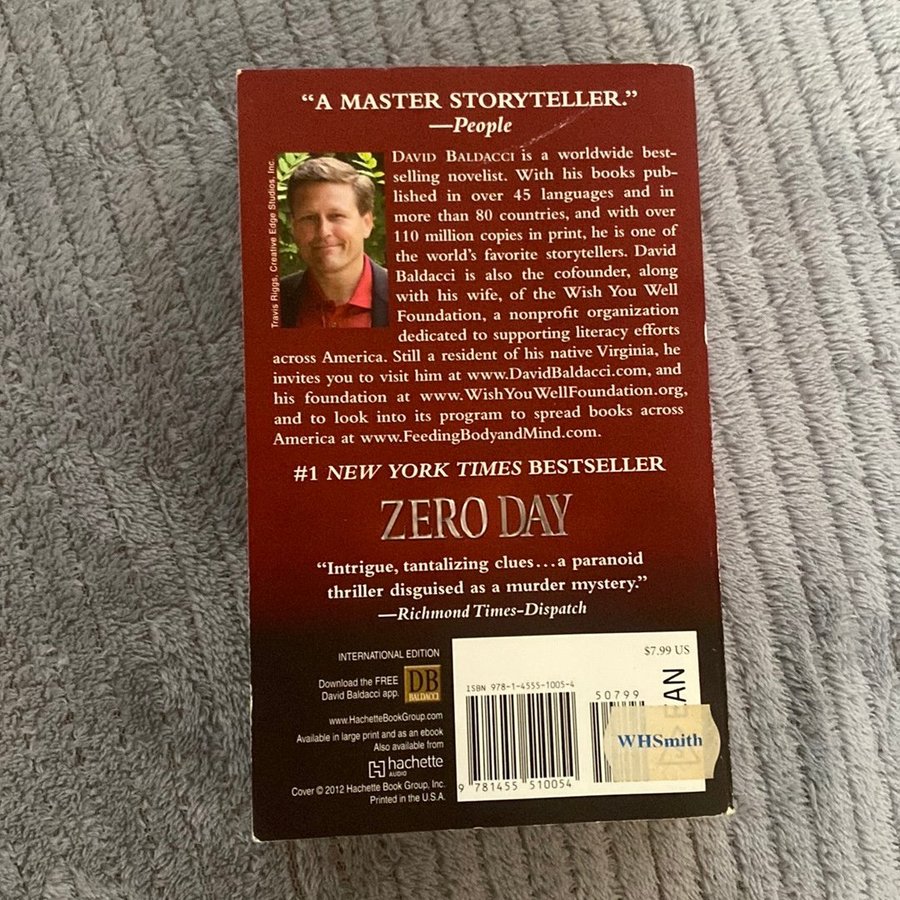 “A MASTER STORYTELLER.”
—People
Travis Riggs, Creative Edge Studios, Inc.
DAVID BALDACCI is a worldwide best-
selling novelist. With his books pub-
lished in over 45 languages and in
more than 80 countries, and with over
110 million copies in print, he is one of
the world’s favorite storytellers. David
Baldacci is also the cofounder, along
with his wife, of the Wish You Well
Foundation, a nonprofit organization
dedicated to supporting literacy efforts
across America. Still a resident of his native Virginia, he
invites you to visit him at www.DavidBaldacci.com, and
his foundation at www.WishYouWellFoundation.org,
and to look into its program to spread books across
America at www.FeedingBodyandMind.com.
#1 NEW YORK TIMES BESTSELLER
ZERO DAY
“Intrigue, tantalizing clues…a paranoid
thriller disguised as a murder mystery.”
—Richmond Times-Dispatch
INTERNATIONAL EDITION
Download the FREE
David Baldacci app.
DB
BALDACCI
www.HachetteBookGroup.com
Available in large print and as an ebook
Also available from
hachette
AUDIO
Cover © 2012 Hachette Book Group, Inc.
Printed in the U.S.A.
$7.99 US
ISBN 978-1-4555-1005-4
50799
EAN
WHSmith
9 781455 510054